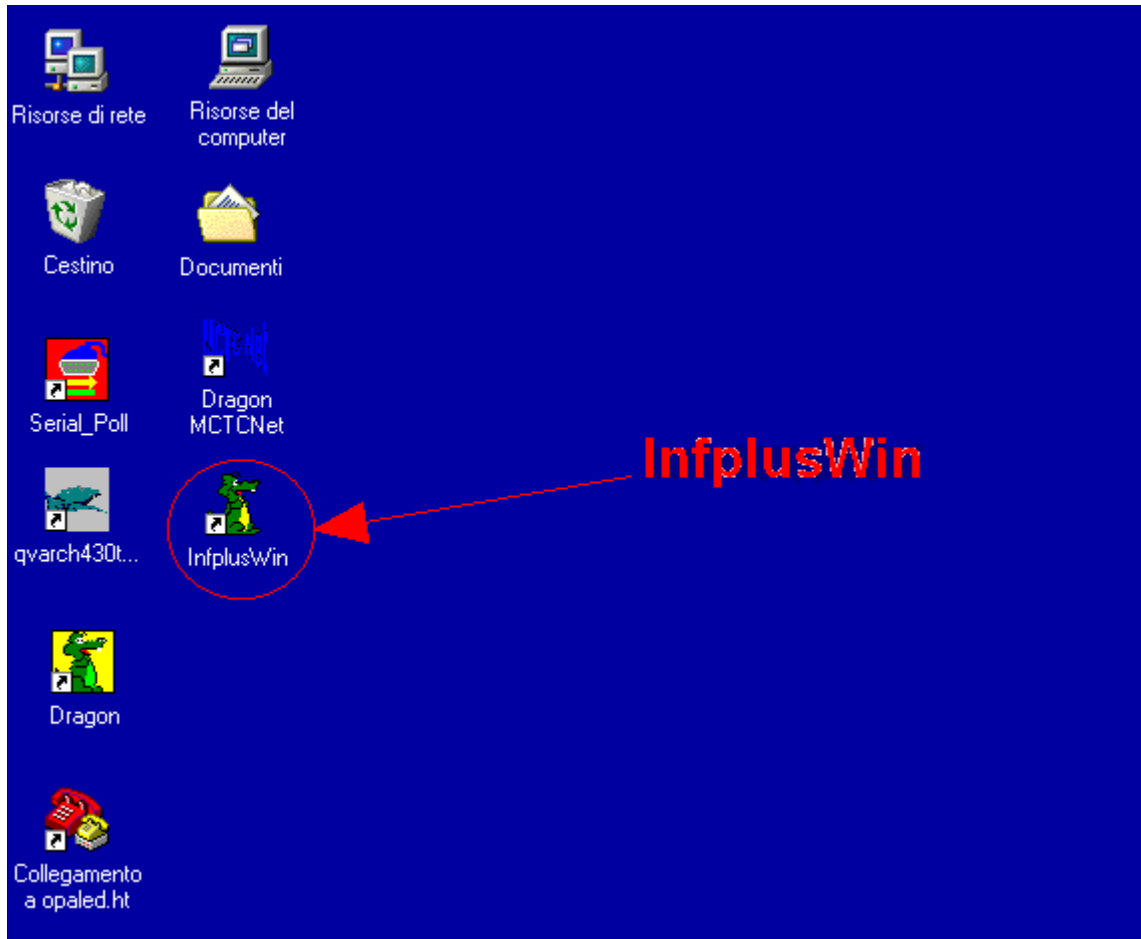 Risorse di rete
Risorse del
computer
Cestino
Documenti
Serial_Poll
Dragon
MCTCNet
InfplusWin
qvarch430t...
InfplusWin
Dragon
Collegamento
a opaled.ht